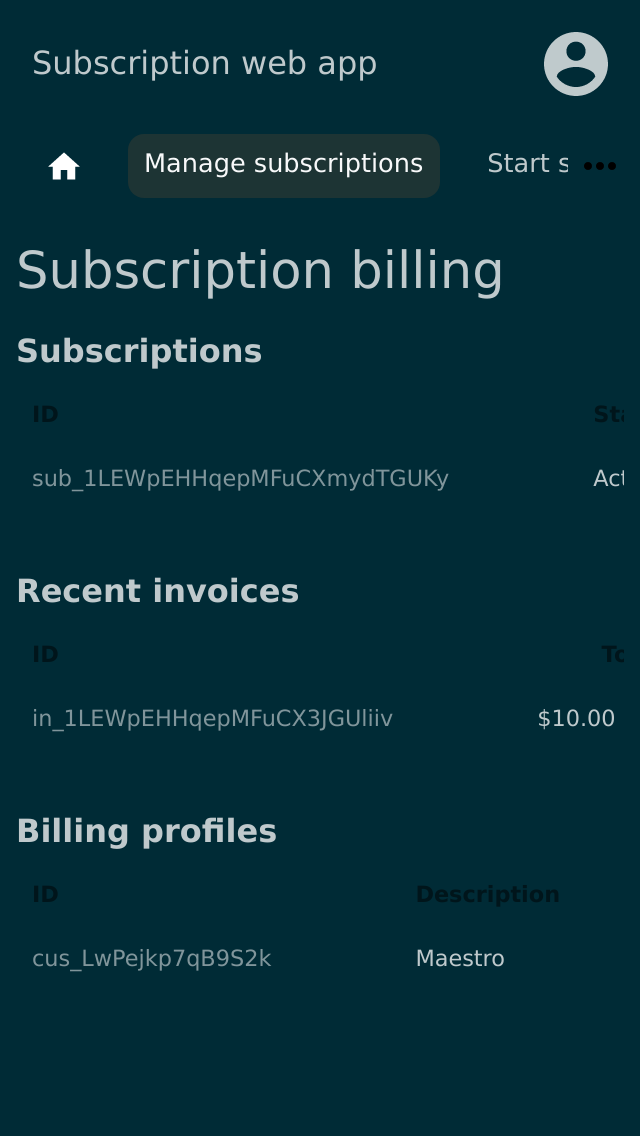 Subscription web app
Manage subscriptions Start s
Subscription billing
Subscriptions
ID Sta
sub_1LEWpEHHqepMFuCXmydTGUKy Act
Recent invoices
ID To
in_1LEWpEHHqepMFuCX3JGUliiv $10.00
Billing profiles
ID Description
cus_LwPejkp7qB9S2k Maestro